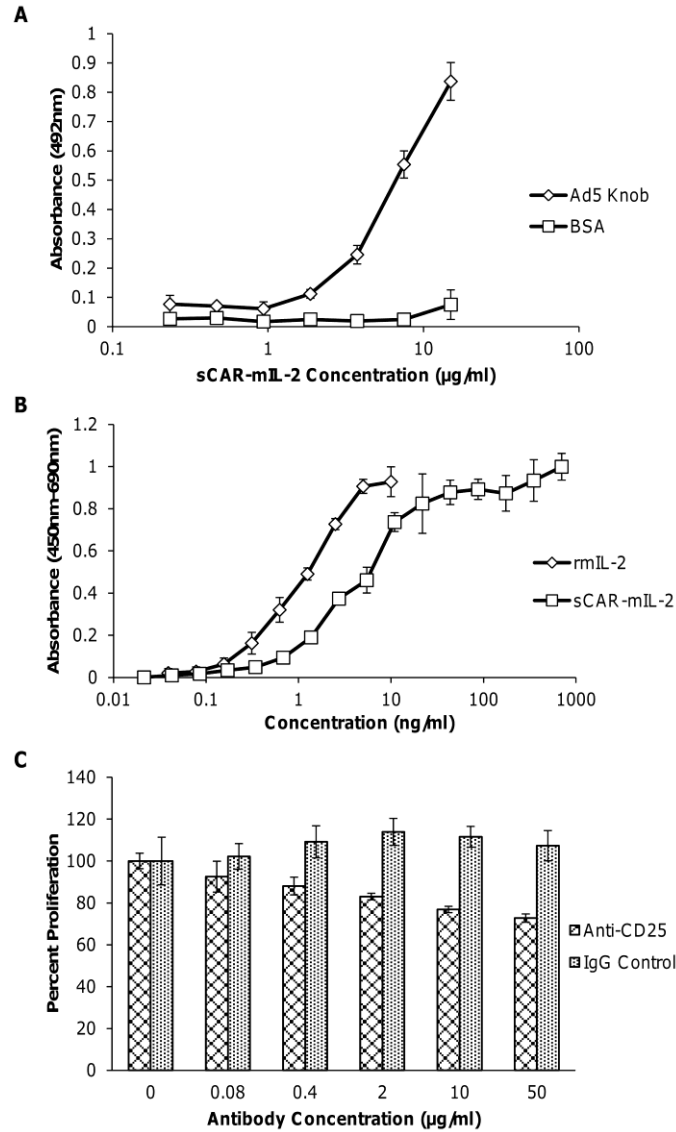 A
1
0.9
0.8
0.7
0.6
0.5
0.4
0.3
0.2
0.1
0
Absorbance (492nm)
Ad5 Knob
BSA
0.1 1 10 100
sCAR-mIL-2 Concentration (µg/ml)
B
1.2
1
0.8
0.6
0.4
0.2
0
Absorbance (450nm-690nm)
rmIL-2
sCAR-mIL-2
0.01 0.1 1 10 100 1000
Concentration (ng/ml)
C
140
120
100
80
60
40
20
0
Percent Proliferation
Anti-CD25
IgG Control
0 0.08 0.4 2 10 50
Antibody Concentration (µg/ml)